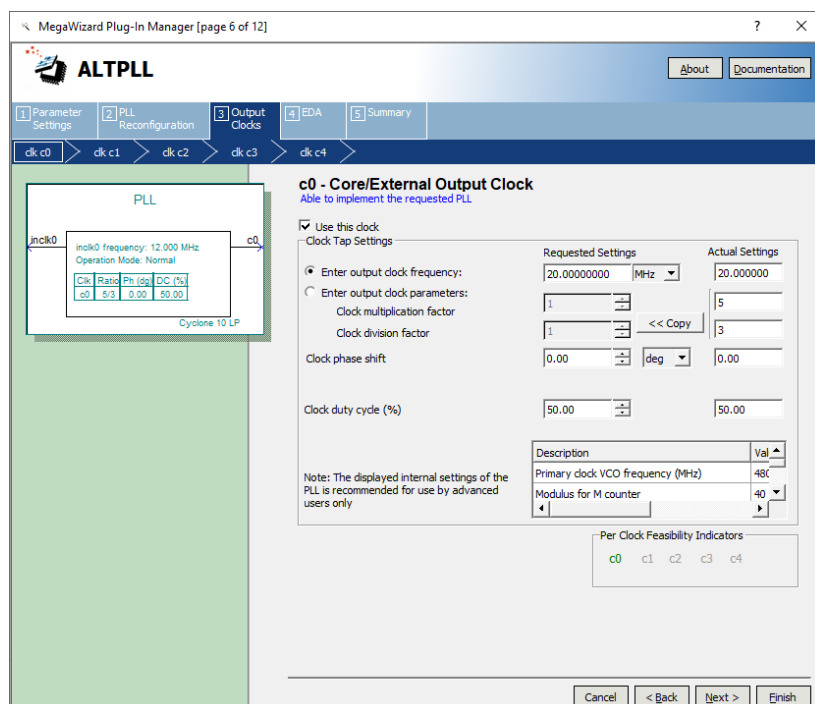 MegaWizard Plug-In Manager [page 6 of 12]
? ×
ALTPLL
About Documentation
1 Parameter Settings
2 PLL Reconfiguration
3 Output Clocks
4 EDA
5 Summary
clk c0
clk c1
clk c2
clk c3
clk c4
PLL
inclk0
c0
inclk0 frequency: 12.000 MHz
Operation Mode: Normal
Clk Ratio Ph (dg) DC (%)
c0 5/3 0.00 50.00
Cyclone 10 LP
c0 - Core/External Output Clock
Able to implement the requested PLL
Use this clock
Clock Tap Settings
Requested Settings Actual Settings
Enter output clock frequency: 20.00000000 MHz 20.000000
Enter output clock parameters:
Clock multiplication factor 1 5
<< Copy
Clock division factor 1 3
Clock phase shift 0.00 deg 0.00
Clock duty cycle (%) 50.00 50.00
Note: The displayed internal settings of the
PLL is recommended for use by advanced
users only
Description
Primary clock VCO frequency (MHz)
Modulus for M counter 40
Per Clock Feasibility Indicators
c0 c1 c2 c3 c4
Cancel < Back Next > Finish